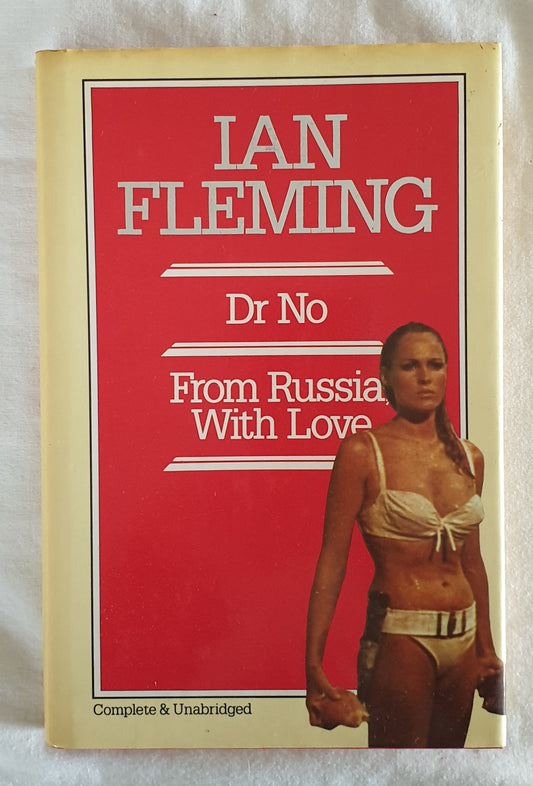 IAN
FLEMING
Dr No
From Russia,
With Love
Complete & Unabridged